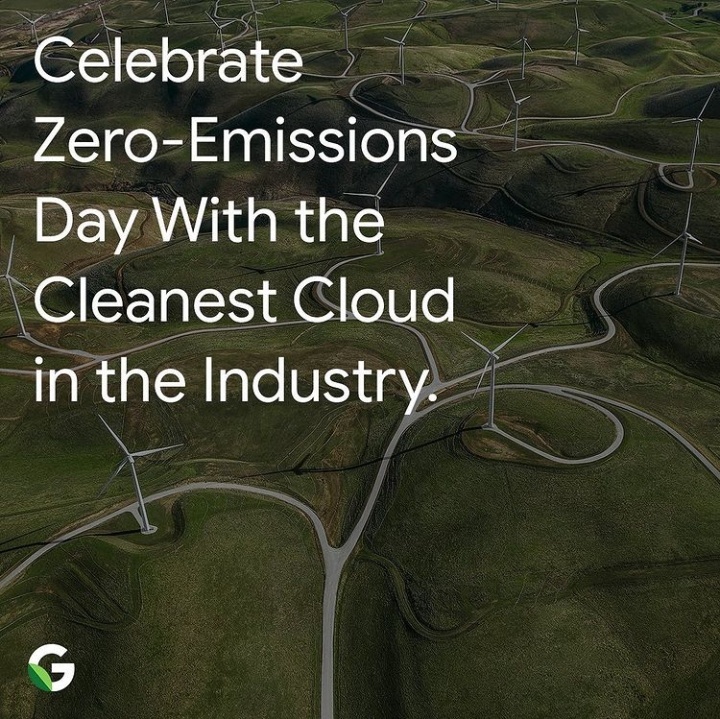 Celebrate
Zero-Emissions
Day With the
Cleanest Cloud
in the Industry.
G